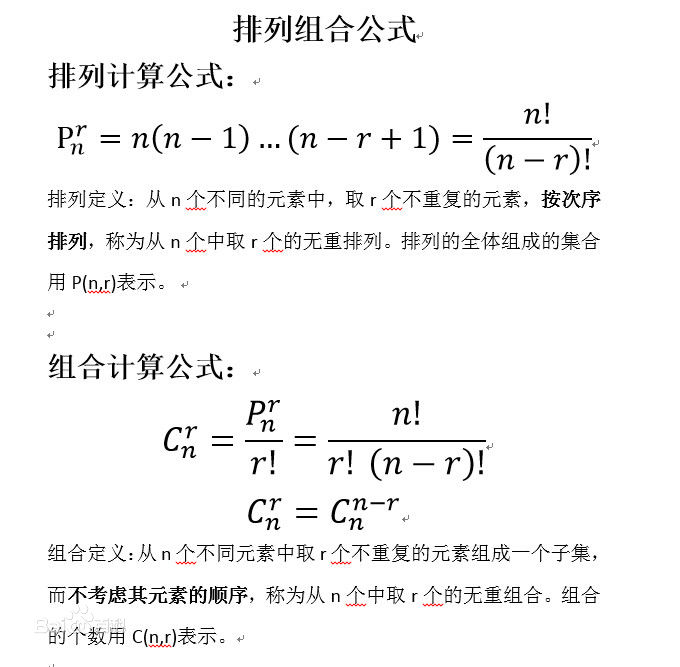 排列组合公式
排列计算公式：
P_n^r = n(n − 1) … (n − r + 1) = n! / (n − r)!
排列定义：从 n 个不同的元素中，取 r 个不重复的元素，按次序
排列，称为从 n 个中取 r 个的无重排列。排列的全体组成的集合
用 P(n,r)表示。
组合计算公式：
C_n^r = P_n^r / r! = n! / r! (n − r)!
C_n^r = C_n^{n−r}
组合定义：从 n 个不同元素中取 r 个不重复的元素组成一个子集，
而不考虑其元素的顺序，称为从 n 个中取 r 个的无重组合。组合
的个数用 C(n,r)表示。
Bai百科